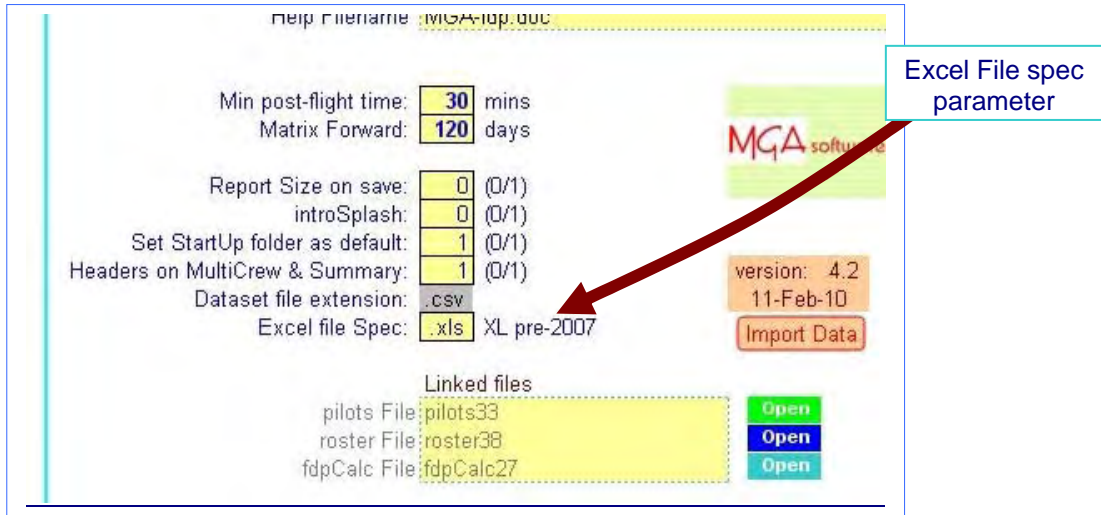 Help Filename MGA-fdp.doc
Excel File spec
parameter
Min post-flight time: 30 mins
Matrix Forward: 120 days
MGA software
Report Size on save: 0 (0/1)
introSplash: 0 (0/1)
Set StartUp folder as default: 1 (0/1)
Headers on MultiCrew & Summary: 1 (0/1)
version: 4.2
Dataset file extension: .csv
11-Feb-10
Excel file Spec: .xls XL pre-2007
Import Data
Linked files
pilots File pilots33 Open
roster File roster38 Open
fdpCalc File fdpCalc27 Open